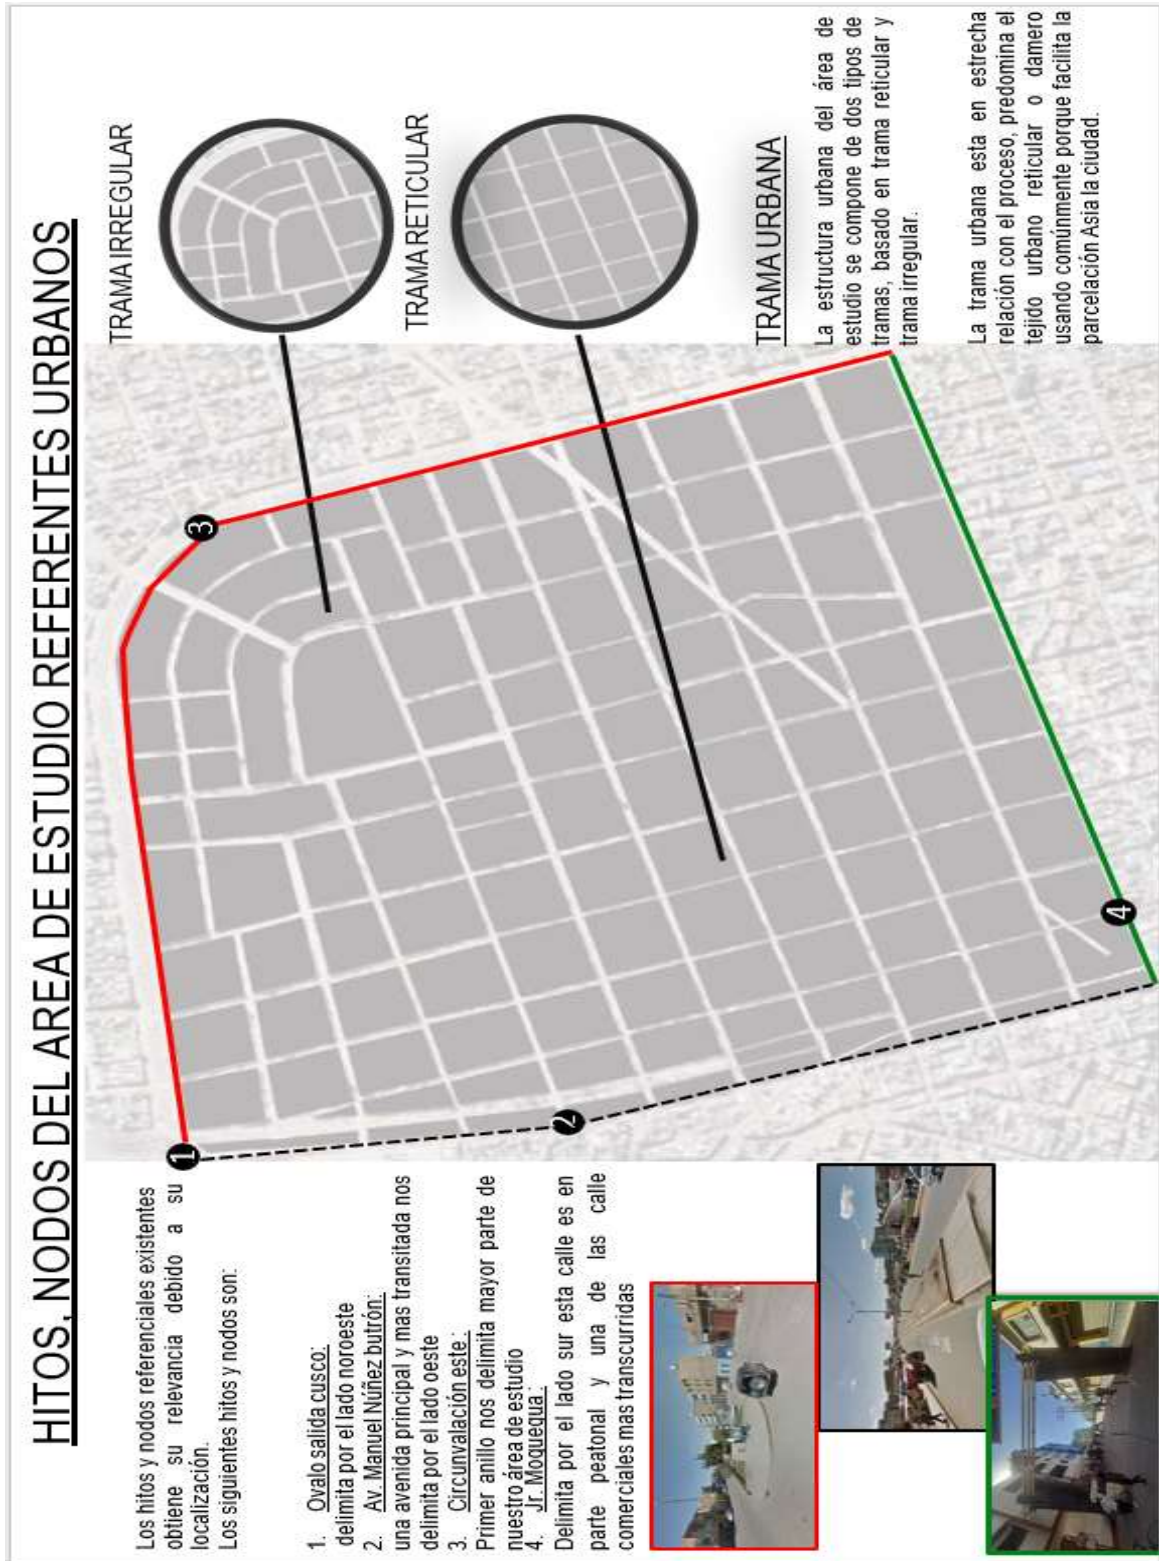 HITOS, NODOS DEL AREA DE ESTUDIO REFERENTES URBANOS
Los hitos y nodos referenciales existentes
obtiene su relevancia debido a su
localización.
Los siguientes hitos y nodos son:
1. Ovalo salida cusco:
delimita por el lado noroeste
2. Av. Manuel Núñez butrón:
una avenida principal y mas transitada nos
delimita por el lado oeste
3. Circunvalación este :
Primer anillo nos delimita mayor parte de
nuestro área de estudio
4. Jr. Moquegua :
Delimita por el lado sur esta calle es en
parte peatonal y una de las calle
comerciales mas transcurridas
1
2
3
4
TRAMA IRREGULAR
TRAMA RETICULAR
TRAMA URBANA
La estructura urbana del área de
estudio se compone de dos tipos de
tramas, basado en trama reticular y
trama irregular.
La trama urbana esta en estrecha
relación con el proceso, predomina el
tejido urbano reticular o damero
usando comúnmente porque facilita la
parcelación Asia la ciudad.